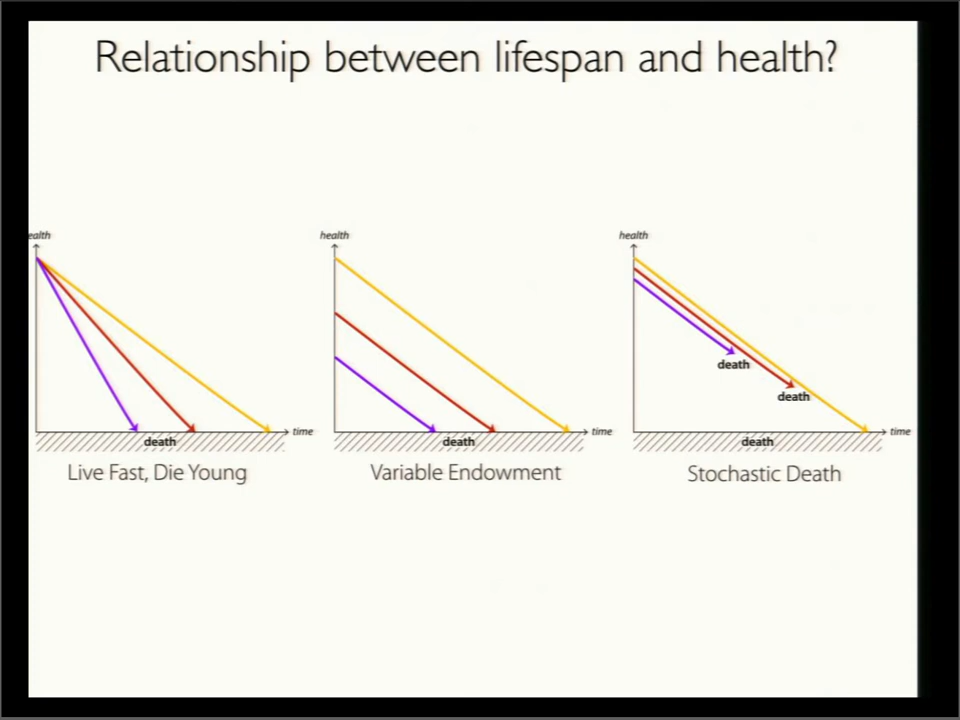 Relationship between lifespan and health?
ealth
health
health
death
death
time
time
time
death
death
death
Live Fast, Die Young
Variable Endowment
Stochastic Death